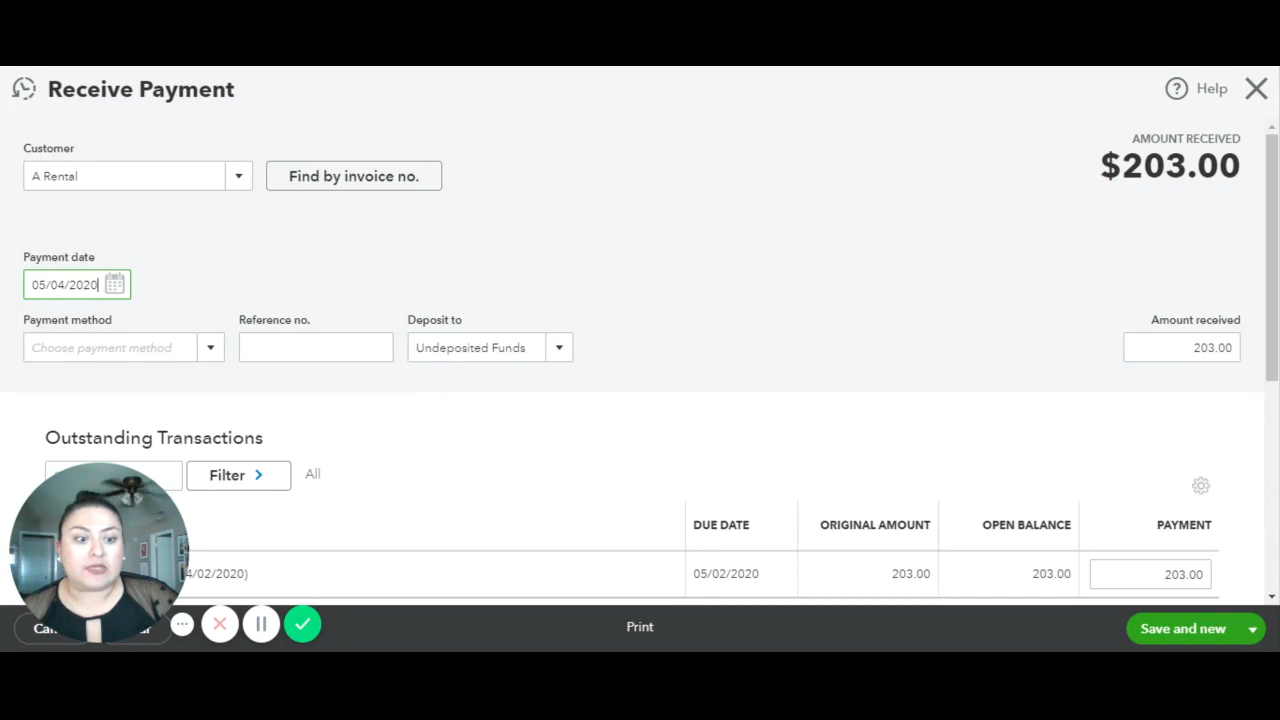 Receive Payment
Help
AMOUNT RECEIVED
$203.00
Customer
A Rental
Find by invoice no.
Payment date
05/04/2020
Payment method
Reference no.
Deposit to
Amount received
Choose payment method
Undeposited Funds
203.00
Outstanding Transactions
Filter
All
DUE DATE
ORIGINAL AMOUNT
OPEN BALANCE
PAYMENT
4/02/2020)
05/02/2020
203.00
203.00
203.00
Print
Save and new